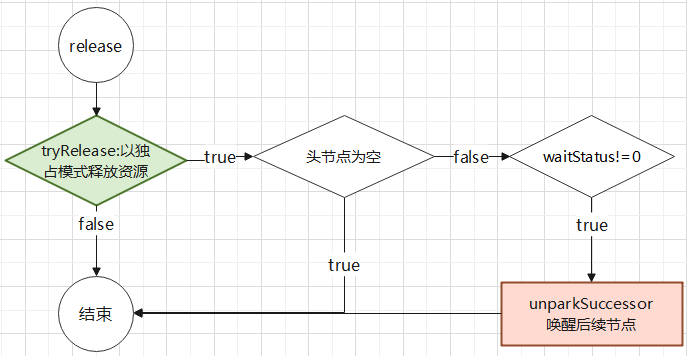 release
tryRelease:以独
占模式释放资源
true
头节点为空
false
waitStatus!=0
false
true
true
unparkSuccessor
唤醒后续节点
结束